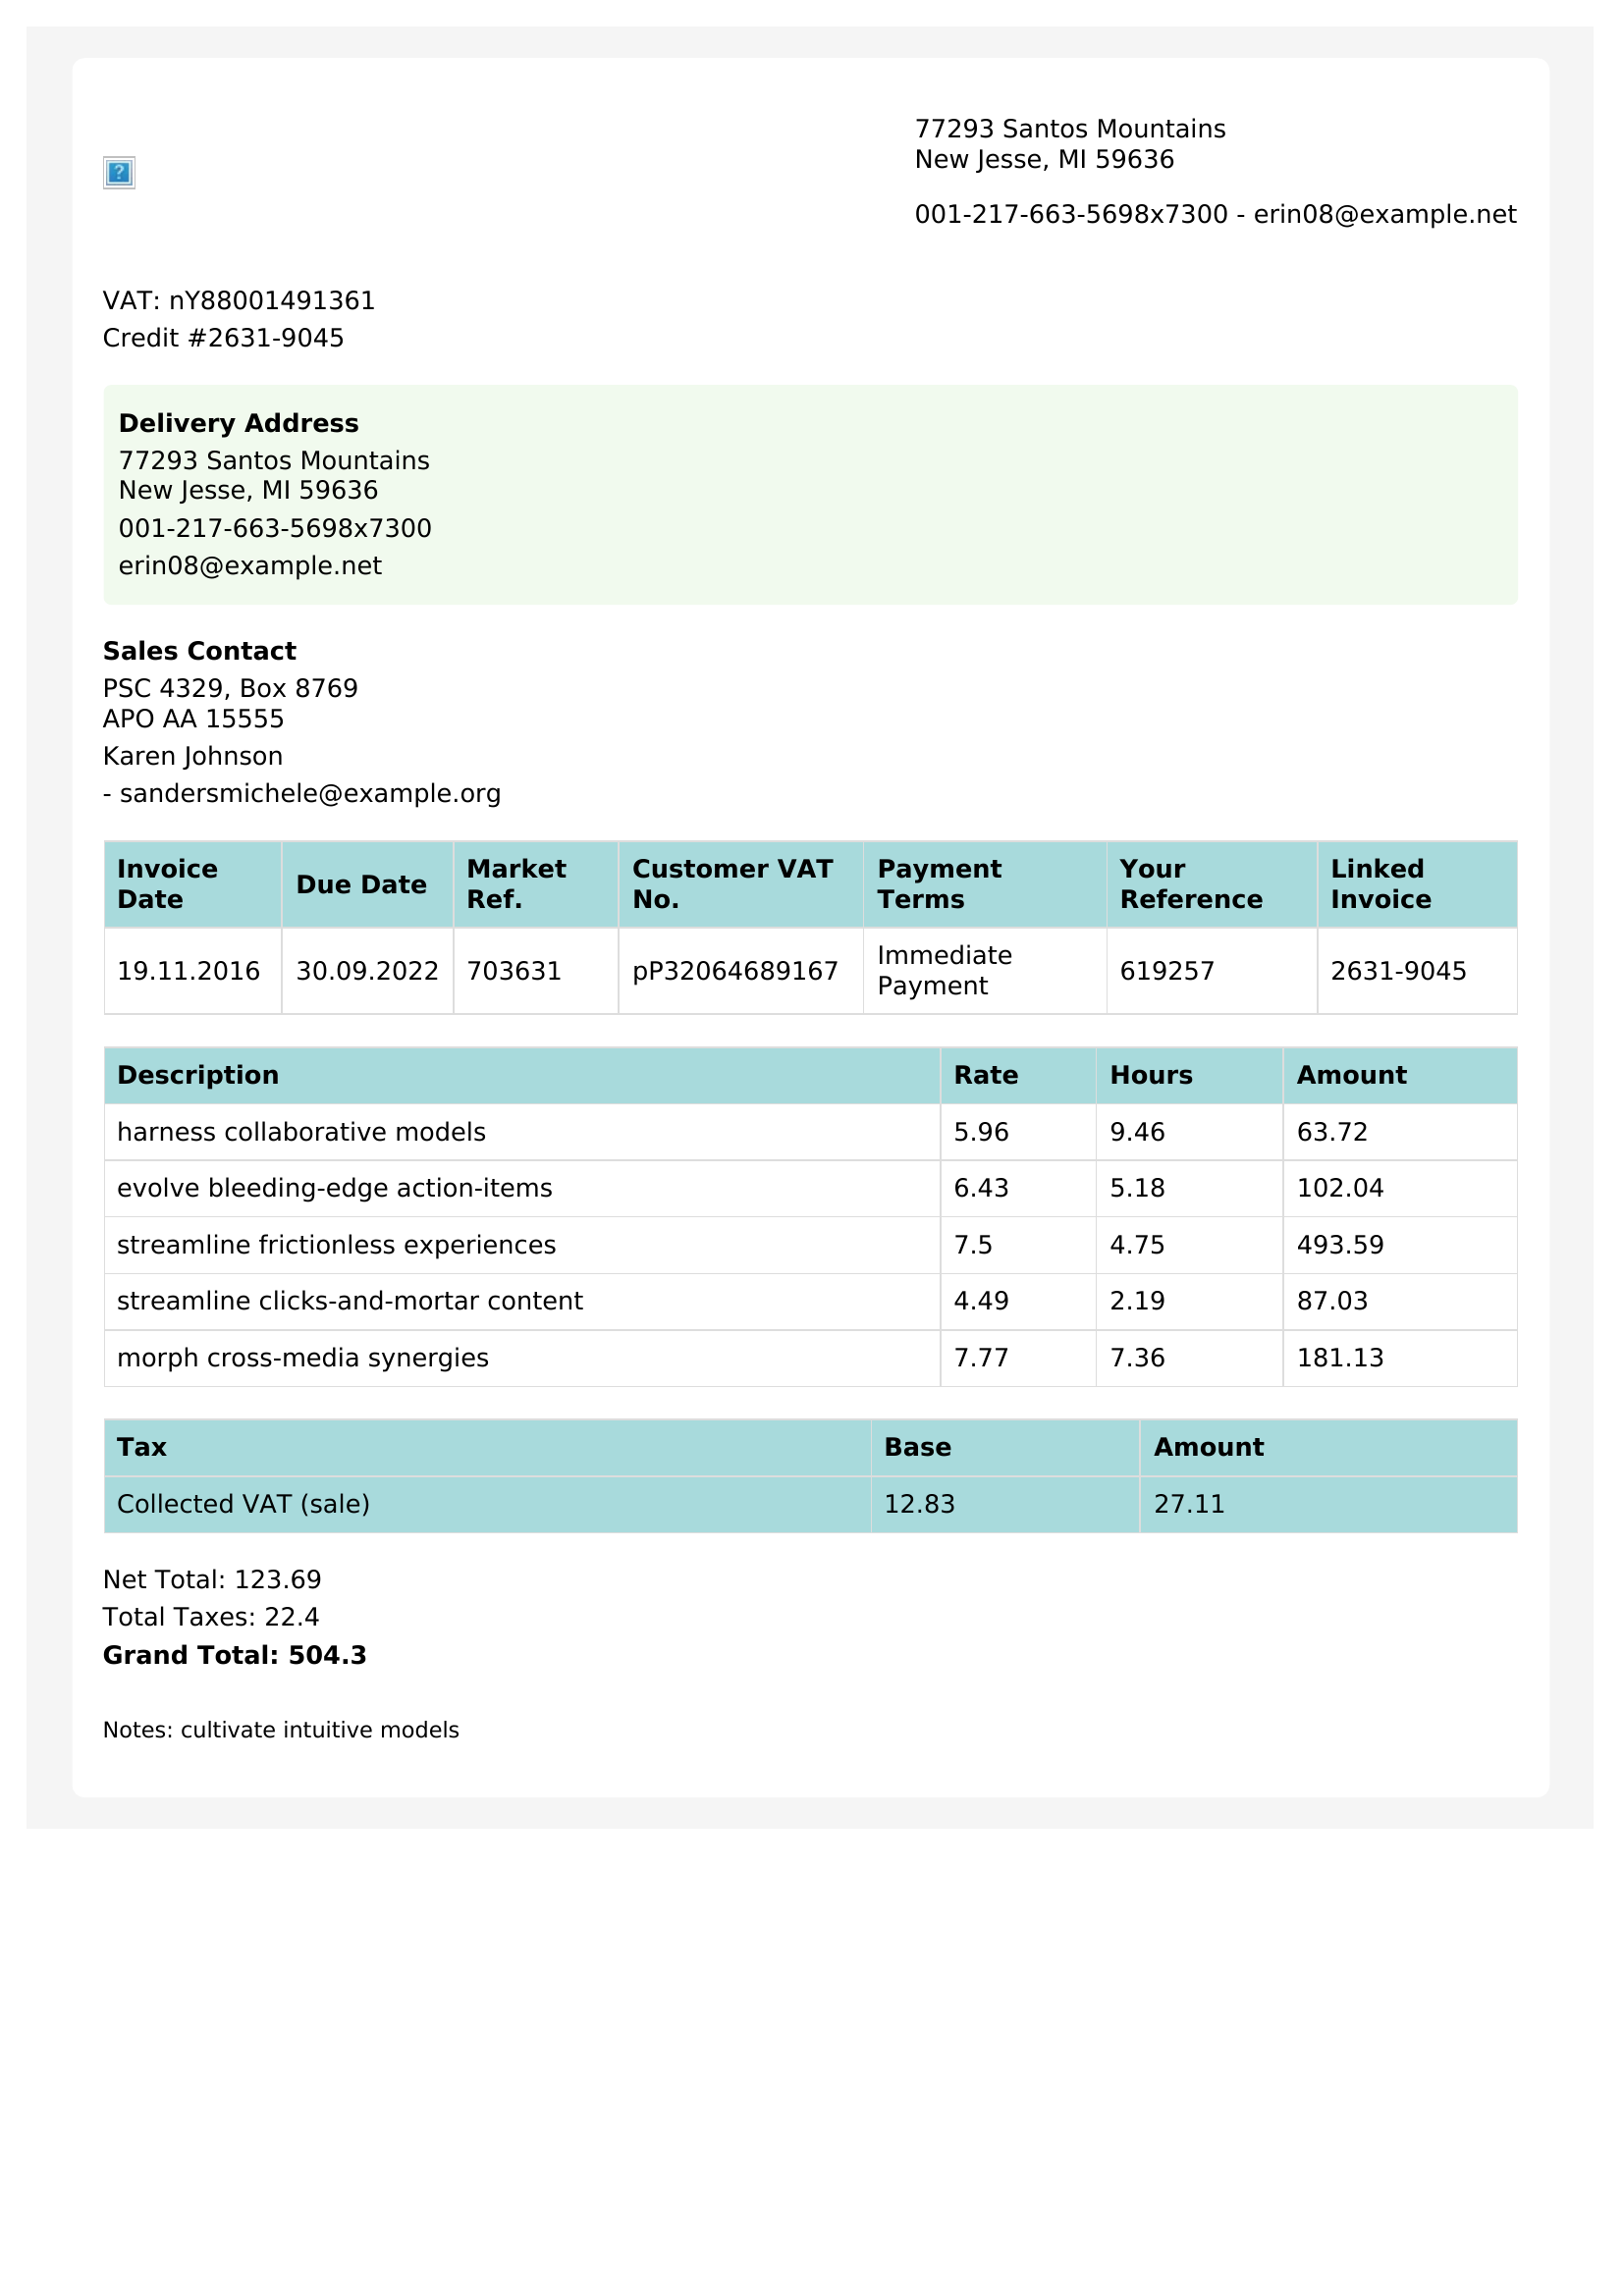 77293 Santos Mountains
New Jesse, MI 59636
001-217-663-5698x7300 - erin08@example.net
VAT: nY88001491361
Credit #2631-9045
Delivery Address
77293 Santos Mountains
New Jesse, MI 59636
001-217-663-5698x7300
erin08@example.net
Sales Contact
PSC 4329, Box 8769
APO AA 15555
Karen Johnson
- sandersmichele@example.org
Invoice Date Due Date Market Ref. Customer VAT No. Payment Terms Your Reference Linked Invoice
19.11.2016 30.09.2022 703631 pP32064689167 Immediate Payment 619257 2631-9045
Description Rate Hours Amount
harness collaborative models 5.96 9.46 63.72
evolve bleeding-edge action-items 6.43 5.18 102.04
streamline frictionless experiences 7.5 4.75 493.59
streamline clicks-and-mortar content 4.49 2.19 87.03
morph cross-media synergies 7.77 7.36 181.13
Tax Base Amount
Collected VAT (sale) 12.83 27.11
Net Total: 123.69
Total Taxes: 22.4
Grand Total: 504.3
Notes: cultivate intuitive models